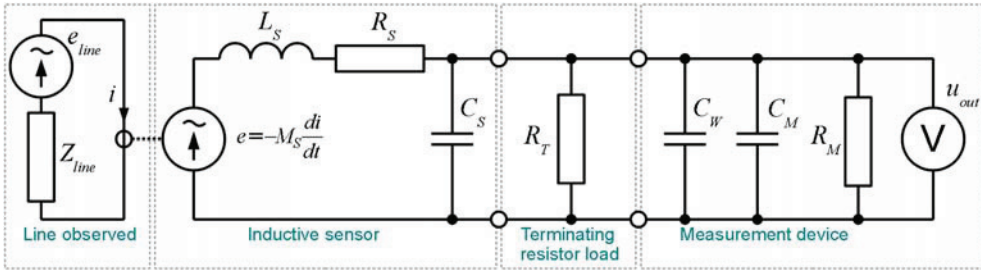 e_line
i
Z_line
Line observed
L_S
R_S
e=−M_S di/dt
C_S
Inductive sensor
R_T
Terminating
resistor load
C_W
C_M
R_M
u_out
V
Measurement device